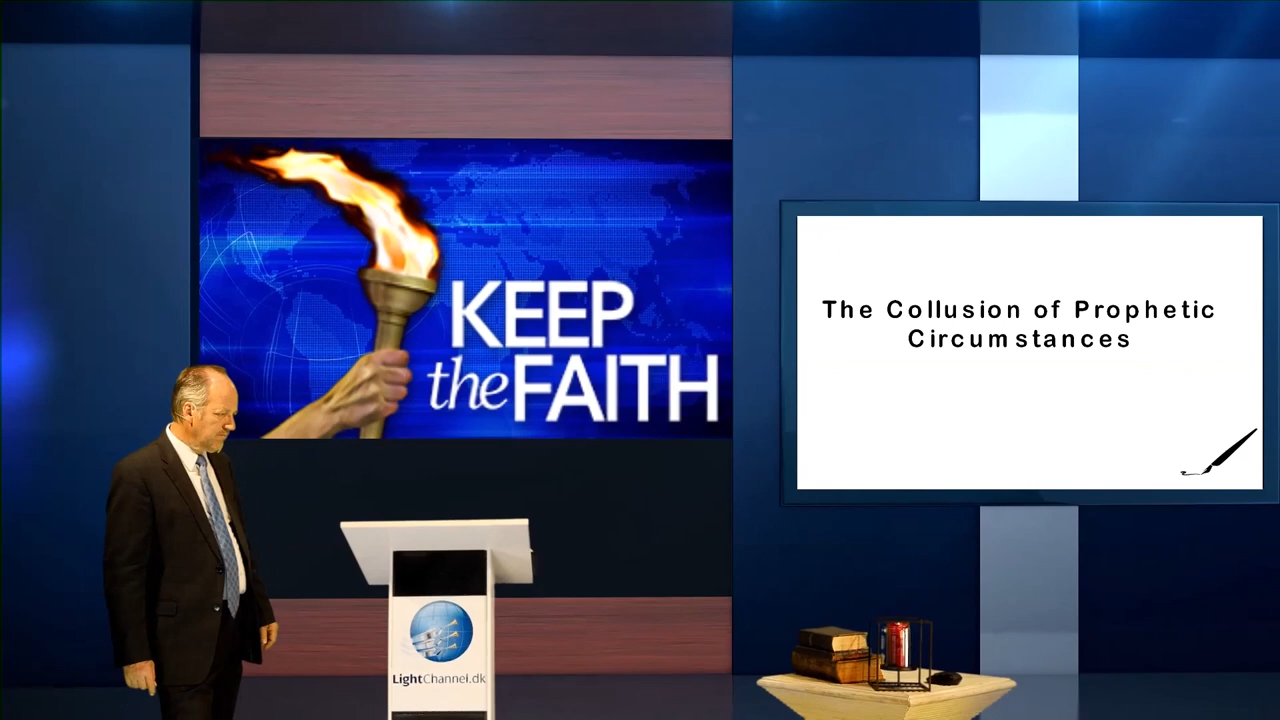 KEEP
the FAITH
The Collusion of Prophetic
Circumstances
LightChannel.dk